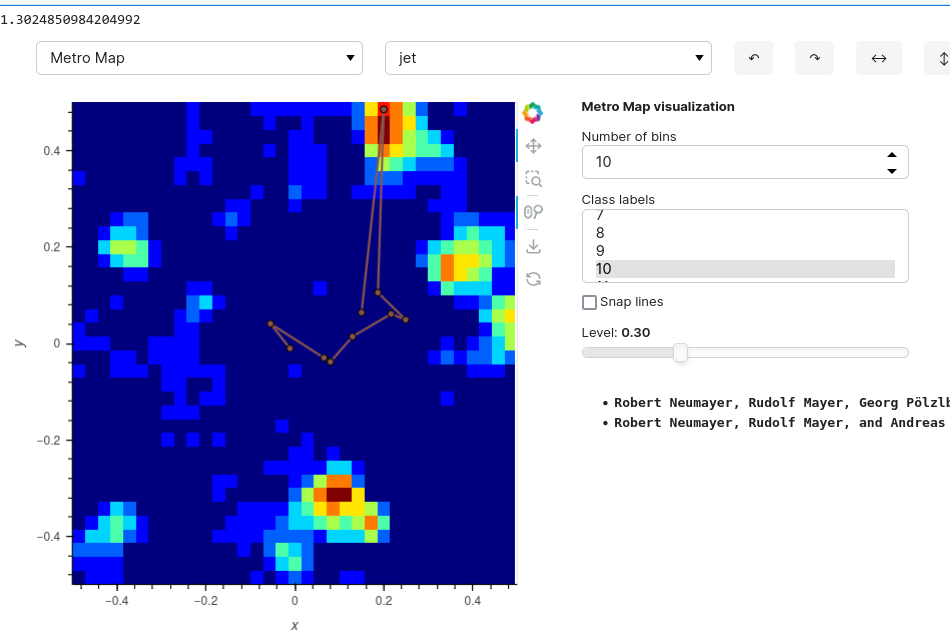 1.3024850984204992
Metro Map
jet
Metro Map visualization
Number of bins
10
Class labels
7
8
9
10
Snap lines
Level: 0.30
Robert Neumayer, Rudolf Mayer, Georg Pölzlb
Robert Neumayer, Rudolf Mayer, and Andreas
0.4
0.2
0
−0.2
−0.4
y
−0.4 −0.2 0 0.2 0.4
x